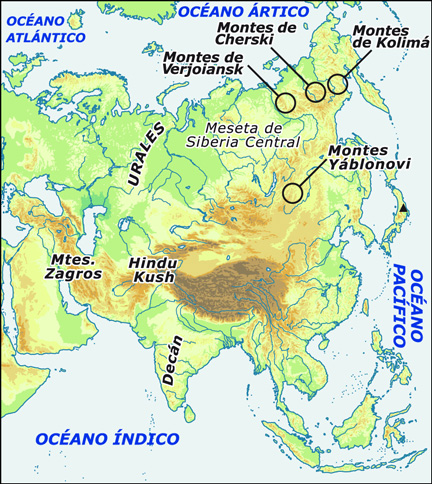 OCÉANO ÁRTICO
OCÉANO
ATLÁNTICO
Montes de
Cherski
Montes
de Kolimá
Montes de
Verjoiansk
Meseta de
Siberia Central
URALES
Montes
Yáblonovi
Mtes.
Zagros
Hindu
Kush
OCÉANO
PACÍFICO
Decán
OCÉANO ÍNDICO